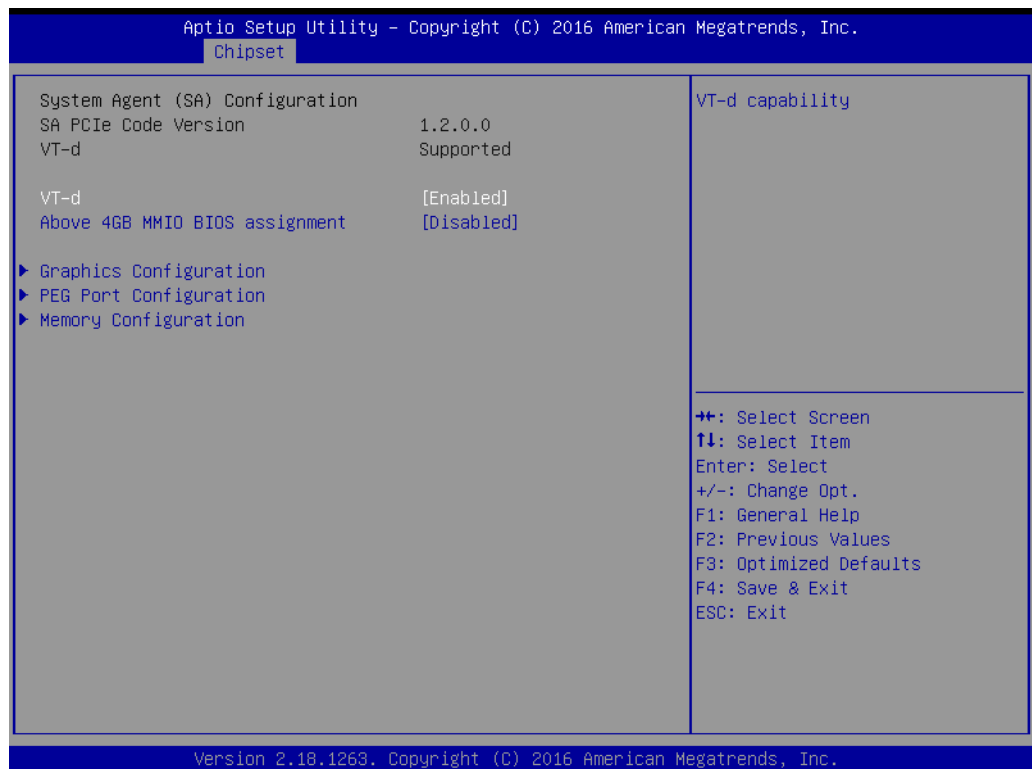 Aptio Setup Utility – Copyright (C) 2016 American Megatrends, Inc.
Chipset
System Agent (SA) Configuration
SA PCIe Code Version 1.2.0.0
VT-d Supported
VT-d [Enabled]
Above 4GB MMIO BIOS assignment [Disabled]
Graphics Configuration
PEG Port Configuration
Memory Configuration
VT-d capability
→←: Select Screen
↑↓: Select Item
Enter: Select
+/-: Change Opt.
F1: General Help
F2: Previous Values
F3: Optimized Defaults
F4: Save & Exit
ESC: Exit
Version 2.18.1263. Copyright (C) 2016 American Megatrends, Inc.